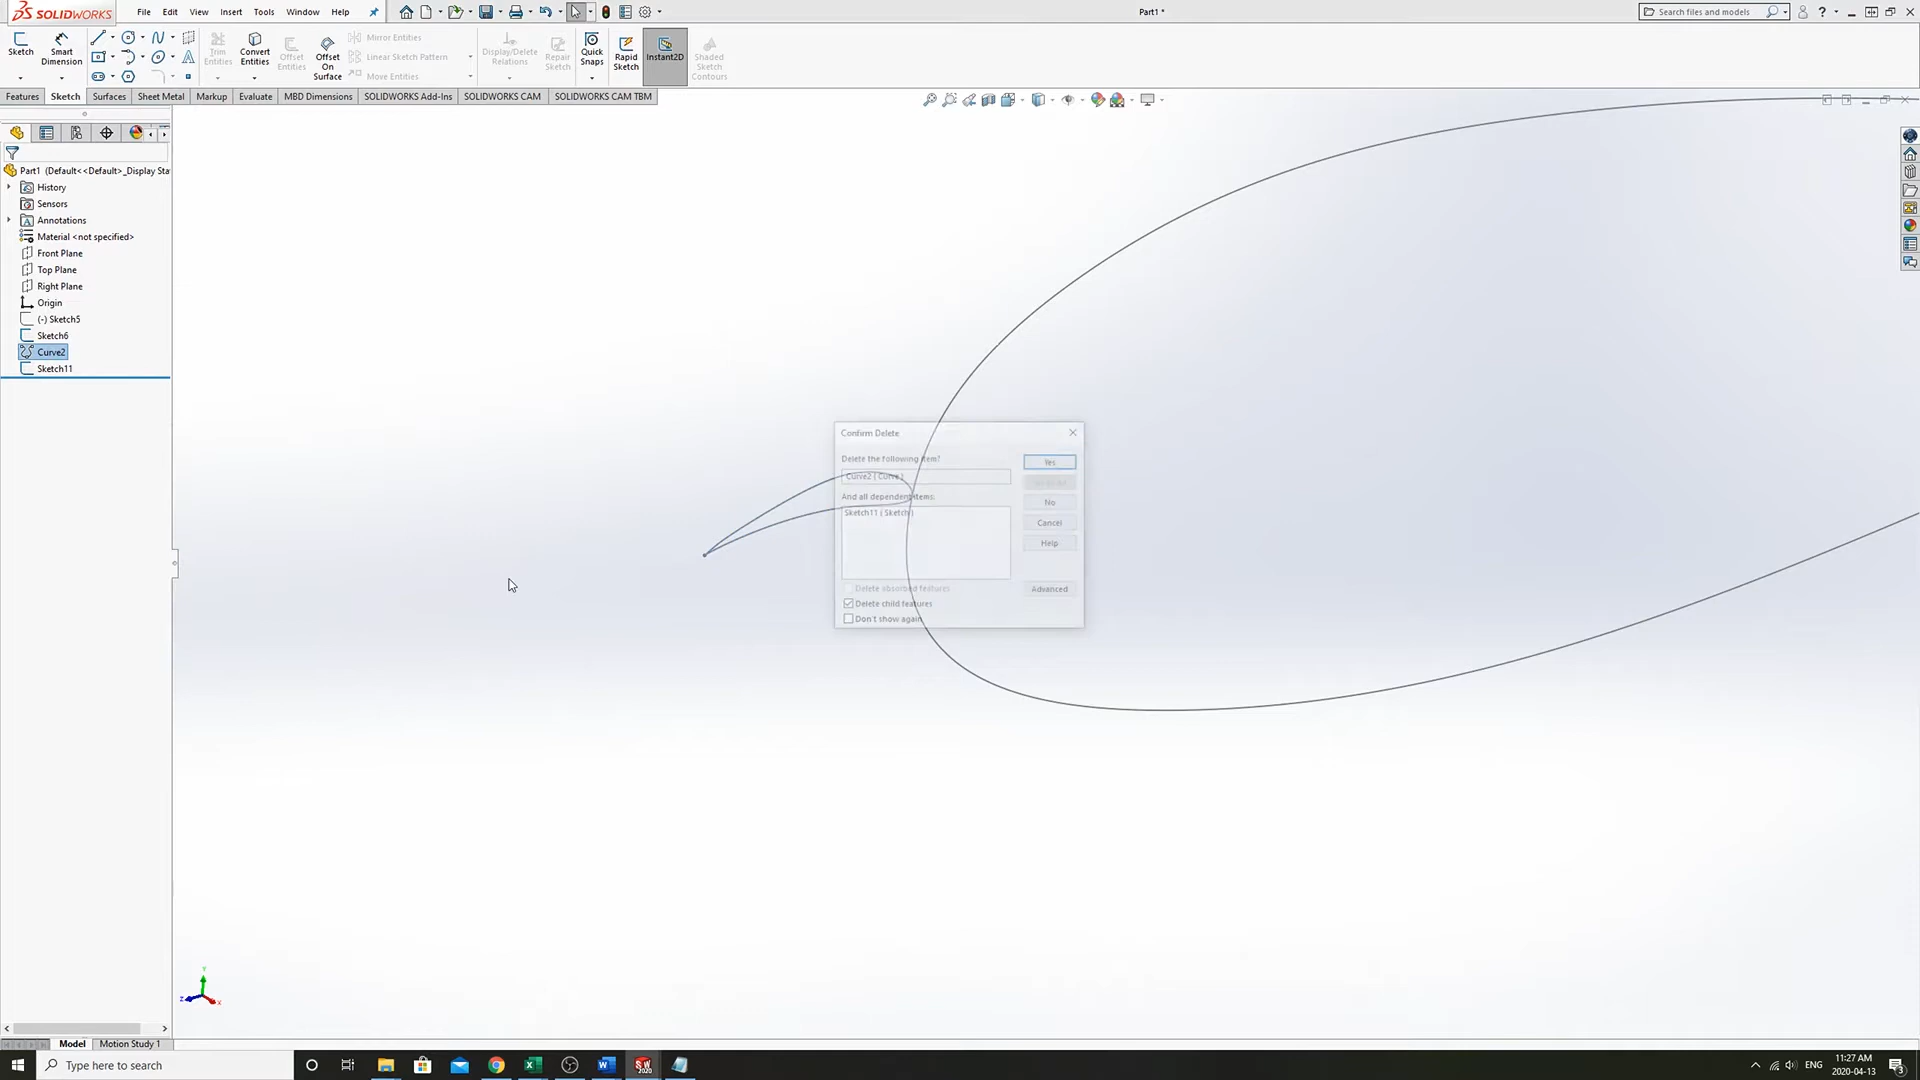 SOLIDWORKS File Edit View Insert Tools Window Help Part1 * Search files and models
Sketch Smart Dimension Trim Entities Convert Entities Offset Entities Offset On Surface Mirror Entities Linear Sketch Pattern Move Entities Display/Delete Relations Repair Sketch Quick Snaps Rapid Sketch Instant2D Shaded Sketch Contours
Features Sketch Surfaces Sheet Metal Markup Evaluate MBD Dimensions SOLIDWORKS Add-Ins SOLIDWORKS CAM SOLIDWORKS CAM TBM
Part1 (Default<<Default>_Display Sta
History
Sensors
Annotations
Material <not specified>
Front Plane
Top Plane
Right Plane
Origin
(-) Sketch5
Sketch6
Curve2
Sketch11
Confirm Delete
Delete the following item?
Yes
Curve2 ( Curve )
And all dependent items:
No
Sketch11 ( Sketch )
Cancel
Help
Delete absorbed features
Advanced
Delete child features
Don't show again
Y
Z X
Model Motion Study 1
Type here to search
ENG
11:27 AM
2020-04-13
3